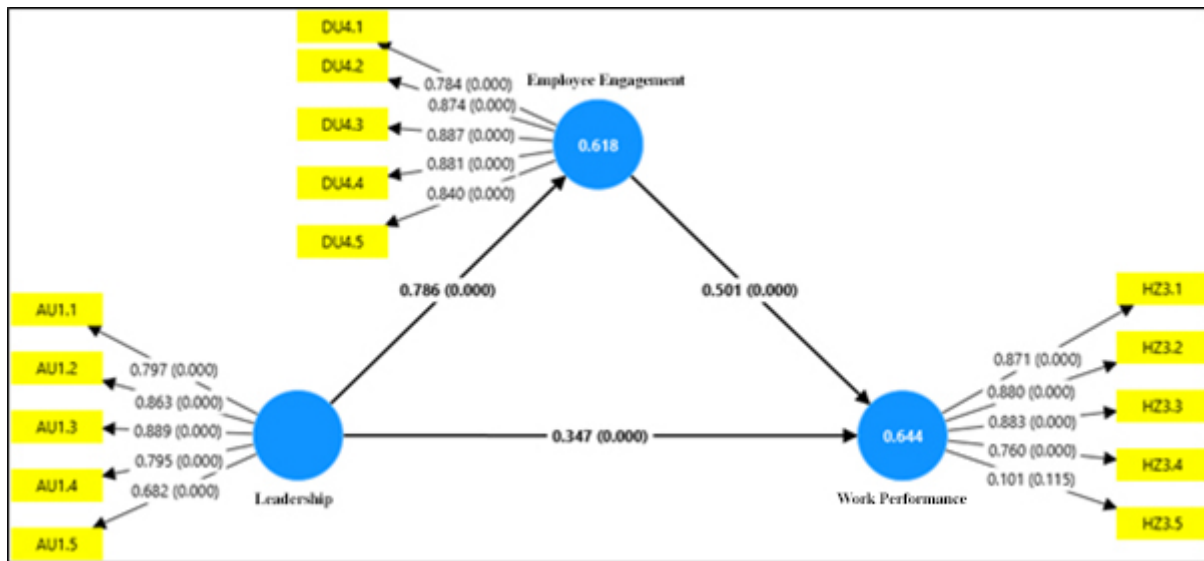 DU4.1
DU4.2
DU4.3
DU4.4
DU4.5
0.784 (0.000)
0.874 (0.000)
0.887 (0.000)
0.881 (0.000)
0.840 (0.000)
Employee Engagement
0.618
0.786 (0.000)
0.501 (0.000)
AU1.1
AU1.2
AU1.3
AU1.4
AU1.5
0.797 (0.000)
0.863 (0.000)
0.889 (0.000)
0.795 (0.000)
0.682 (0.000)
Leadership
0.347 (0.000)
0.644
Work Performance
0.871 (0.000)
0.880 (0.000)
0.883 (0.000)
0.760 (0.000)
0.101 (0.115)
HZ3.1
HZ3.2
HZ3.3
HZ3.4
HZ3.5